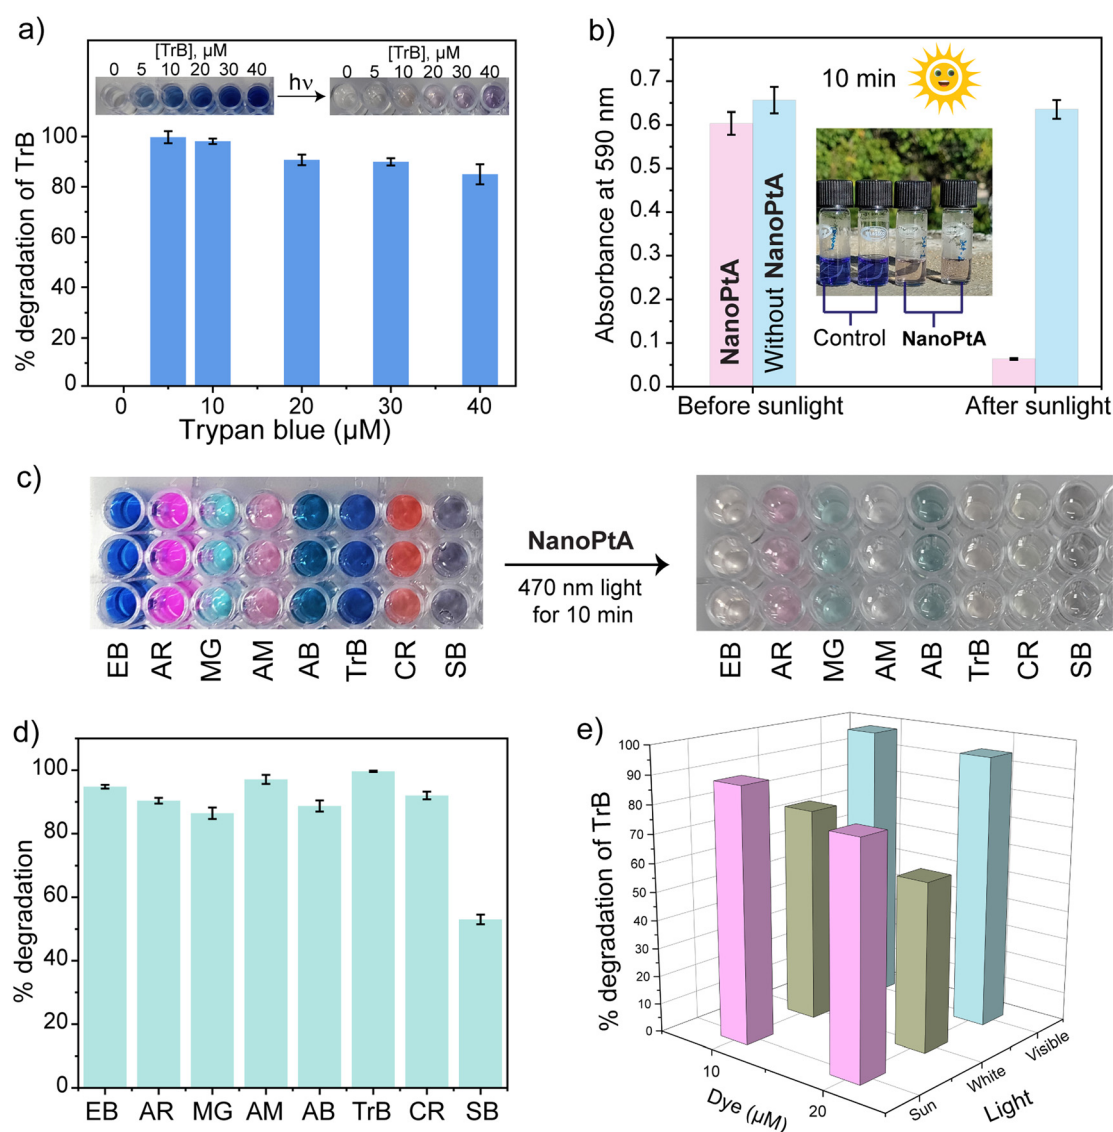 a)
[TrB], µM
0 5 10 20 30 40
hν
[TrB], µM
0 5 10 20 30 40
% degradation of TrB
100
80
60
40
20
0
0 10 20 30 40
Trypan blue (µM)
b)
Absorbance at 590 nm
0.7
0.6
0.5
0.4
0.3
0.2
0.1
0.0
10 min
NanoPtA
Without NanoPtA
Control NanoPtA
Before sunlight After sunlight
c)
NanoPtA
470 nm light
for 10 min
EB AR MG AM AB TrB CR SB
EB AR MG AM AB TrB CR SB
d)
% degradation
100
80
60
40
20
0
EB AR MG AM AB TrB CR SB
e)
% degradation of TrB
100
90
80
70
60
50
40
30
20
10
0
10
20
Dye (µM)
Sun
White
Visible
Light